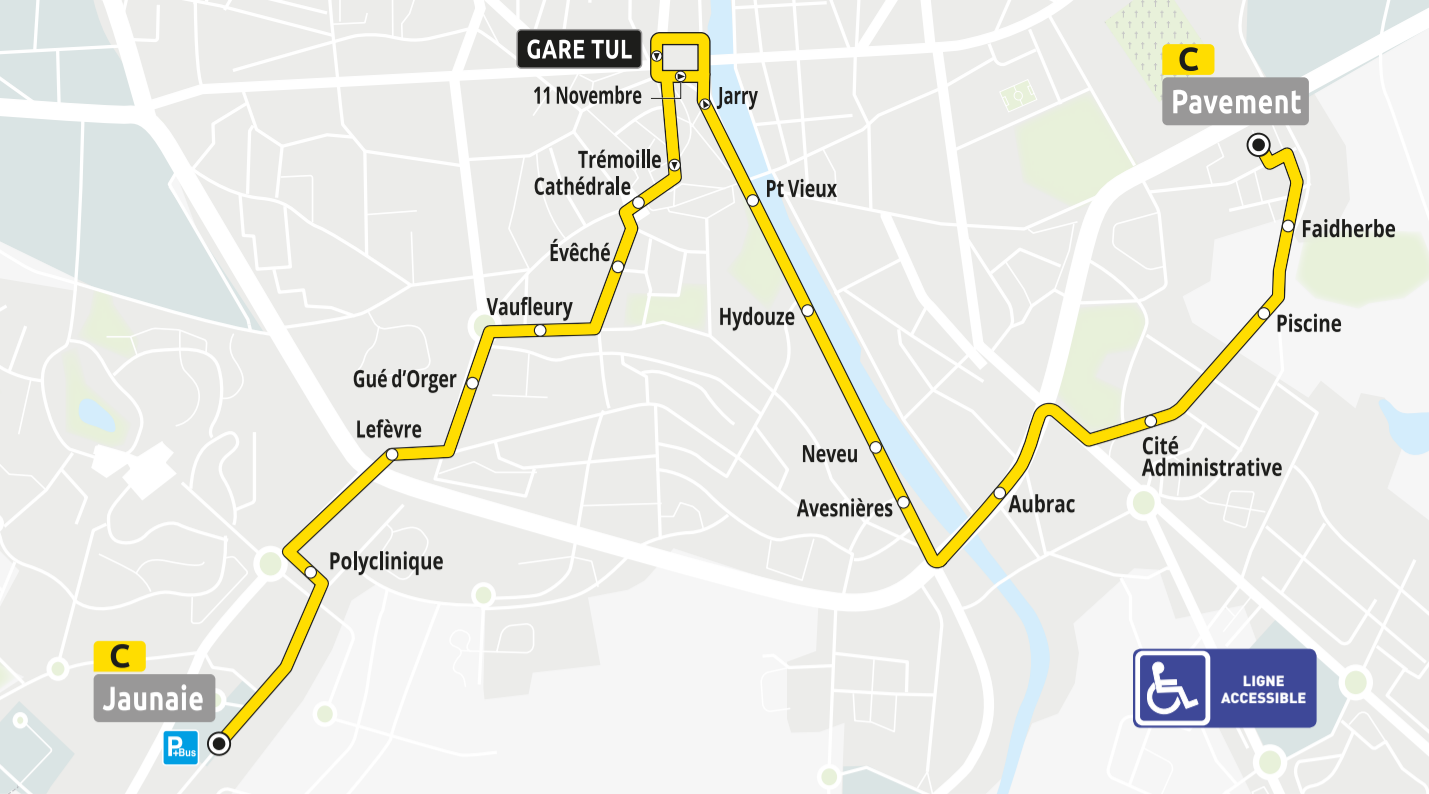 GARE TUL
11 Novembre
Jarry
C
Pavement
Trémoille
Cathédrale
Pt Vieux
Faidherbe
Évêché
Vaufleury
Hydouze
Piscine
Gué d'Orger
Lefèvre
Neveu
Cité
Administrative
Avesnières
Aubrac
Polyclinique
C
Jaunaie
P+Bus
LIGNE
ACCESSIBLE